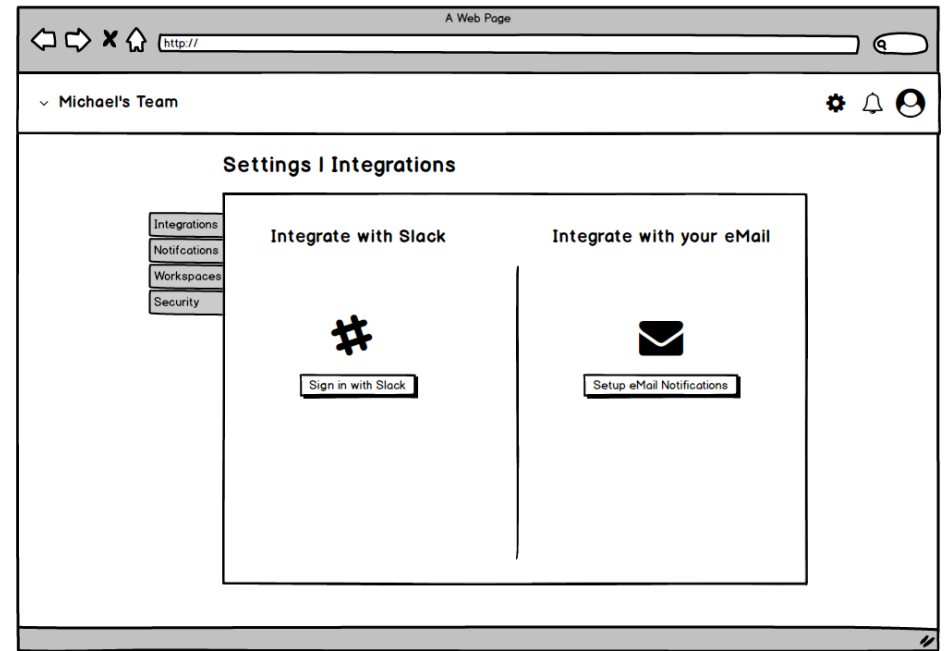 A Web Page
http://
Michael's Team
Settings | Integrations
Integrations
Notifcations
Workspaces
Security
Integrate with Slack
Integrate with your eMail
Sign in with Slack
Setup eMail Notifications